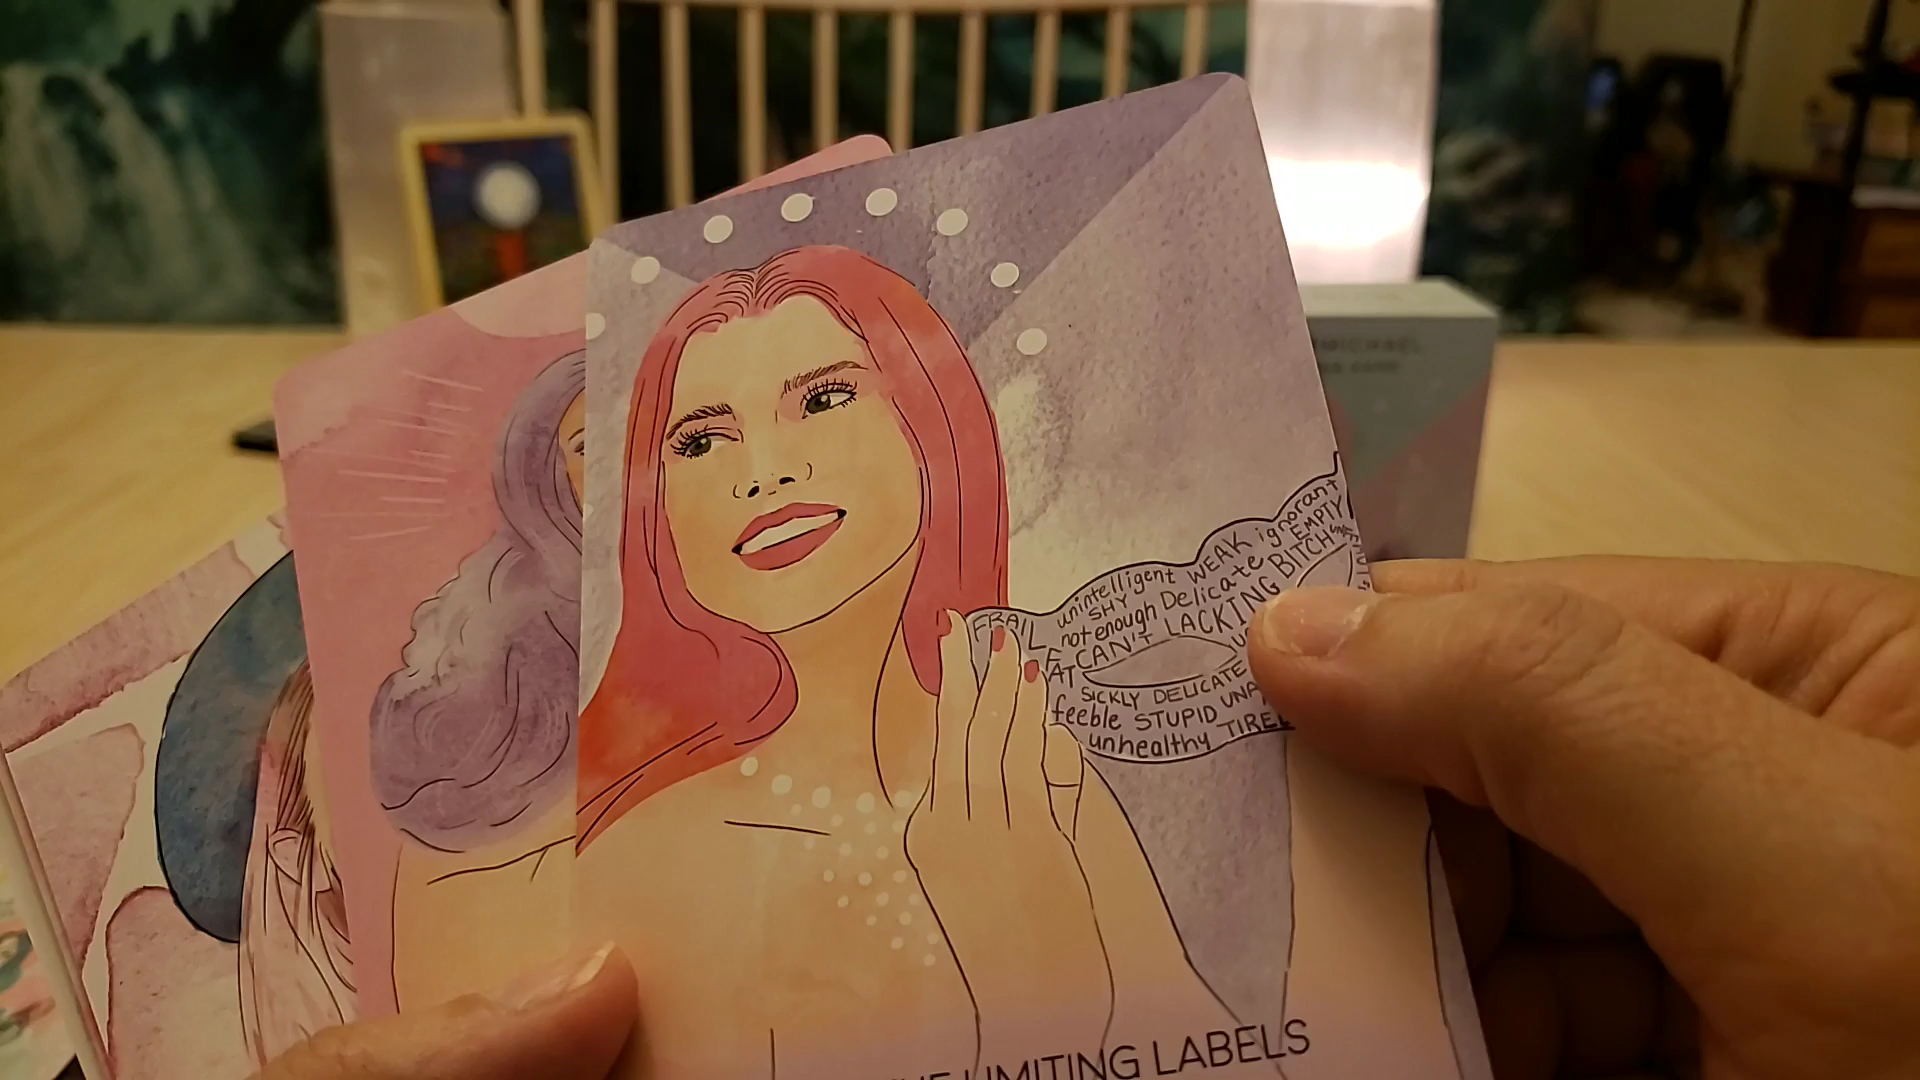 ignorant
WEAK EMPTY
unintelligent Delicate BITCH
SHY
not enough LACKING
FRAIL CAN'T
FAT
SICKLY DELICATE
feeble STUPID
unhealthy
LIMITING LABELS